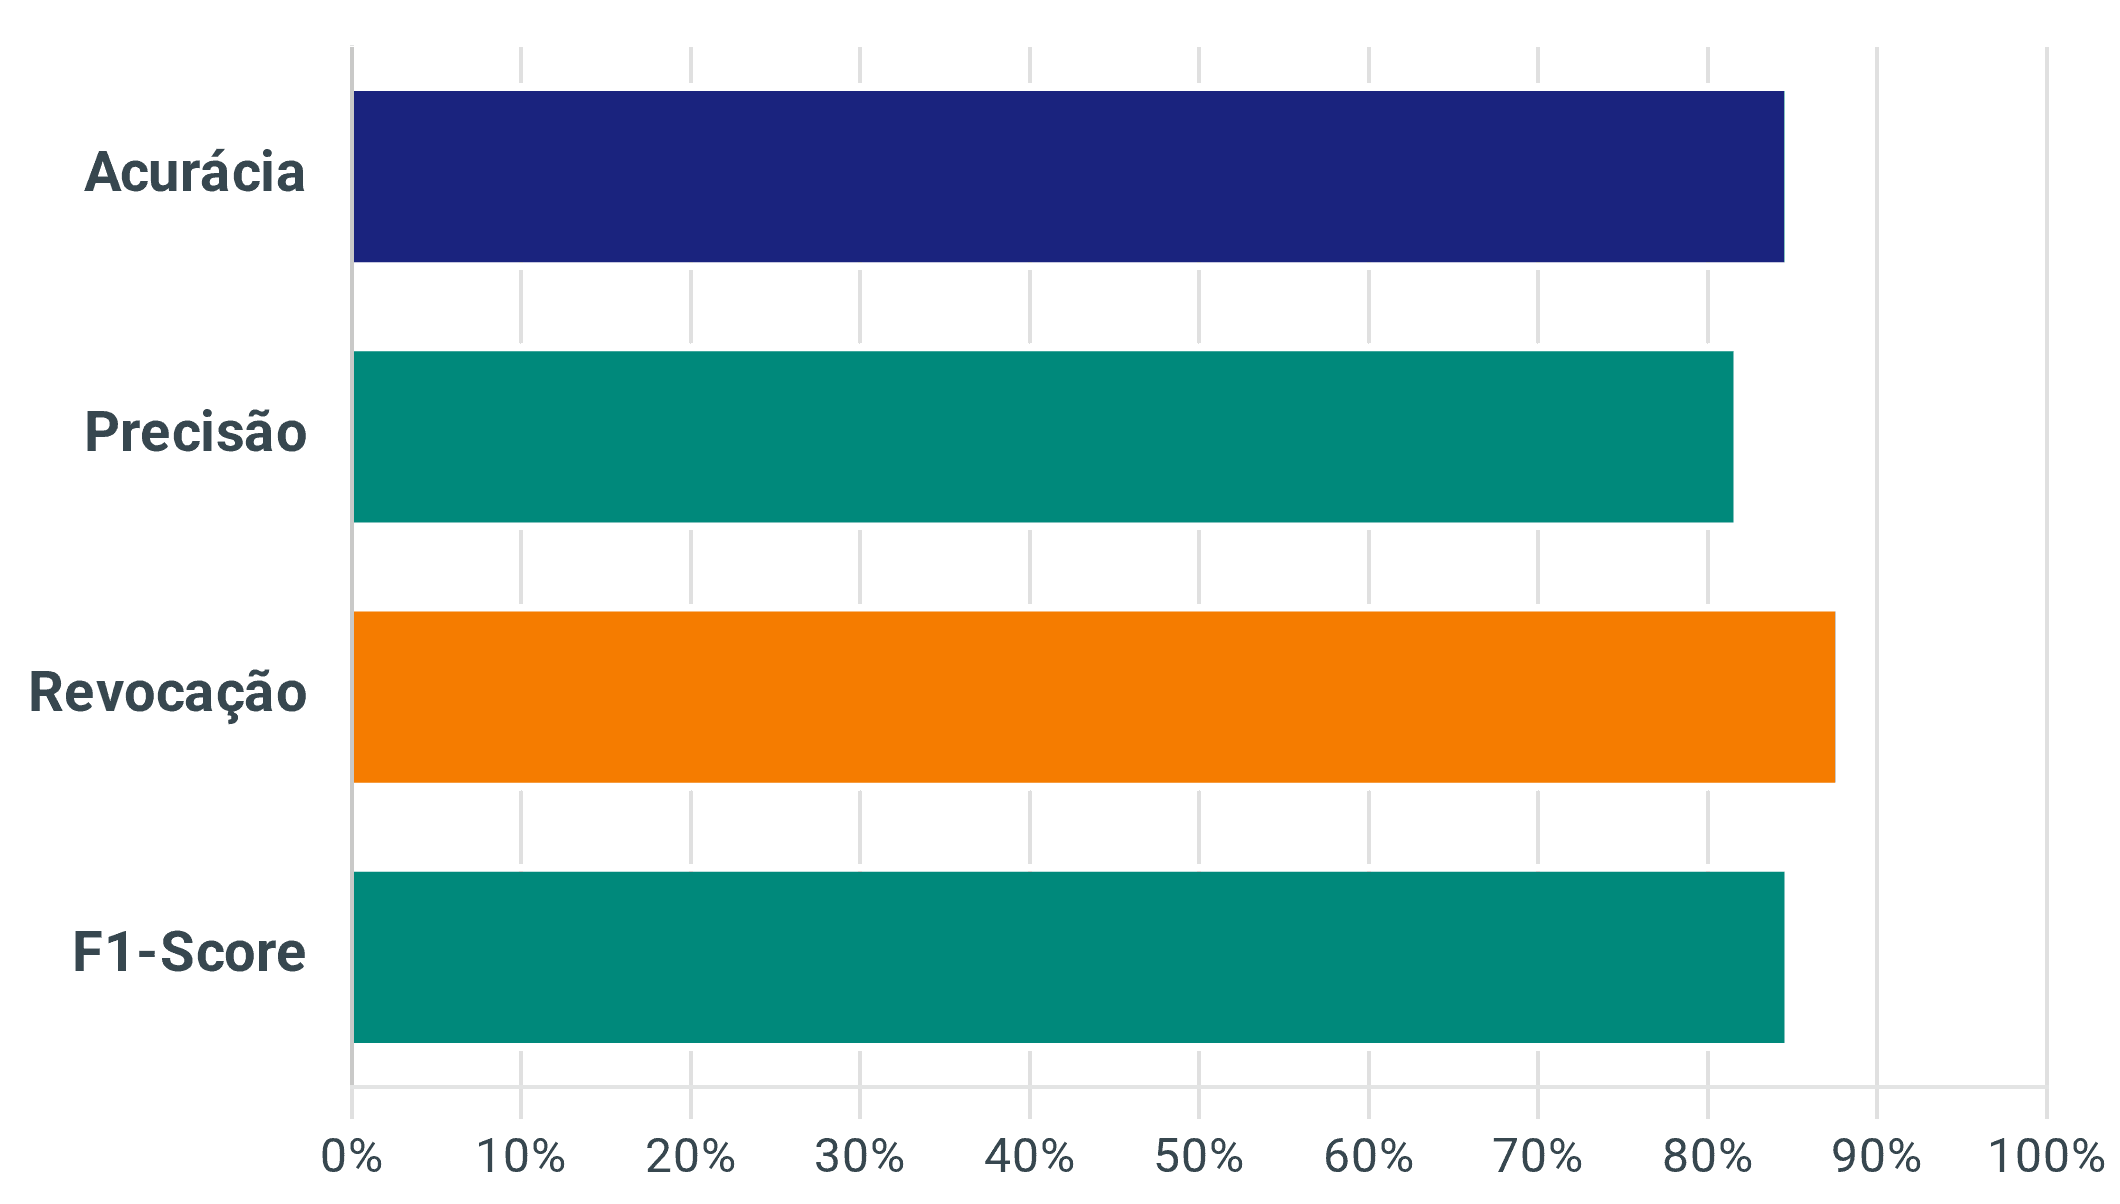 Acurácia
Precisão
Revocação
F1-Score
0% 10% 20% 30% 40% 50% 60% 70% 80% 90% 100%